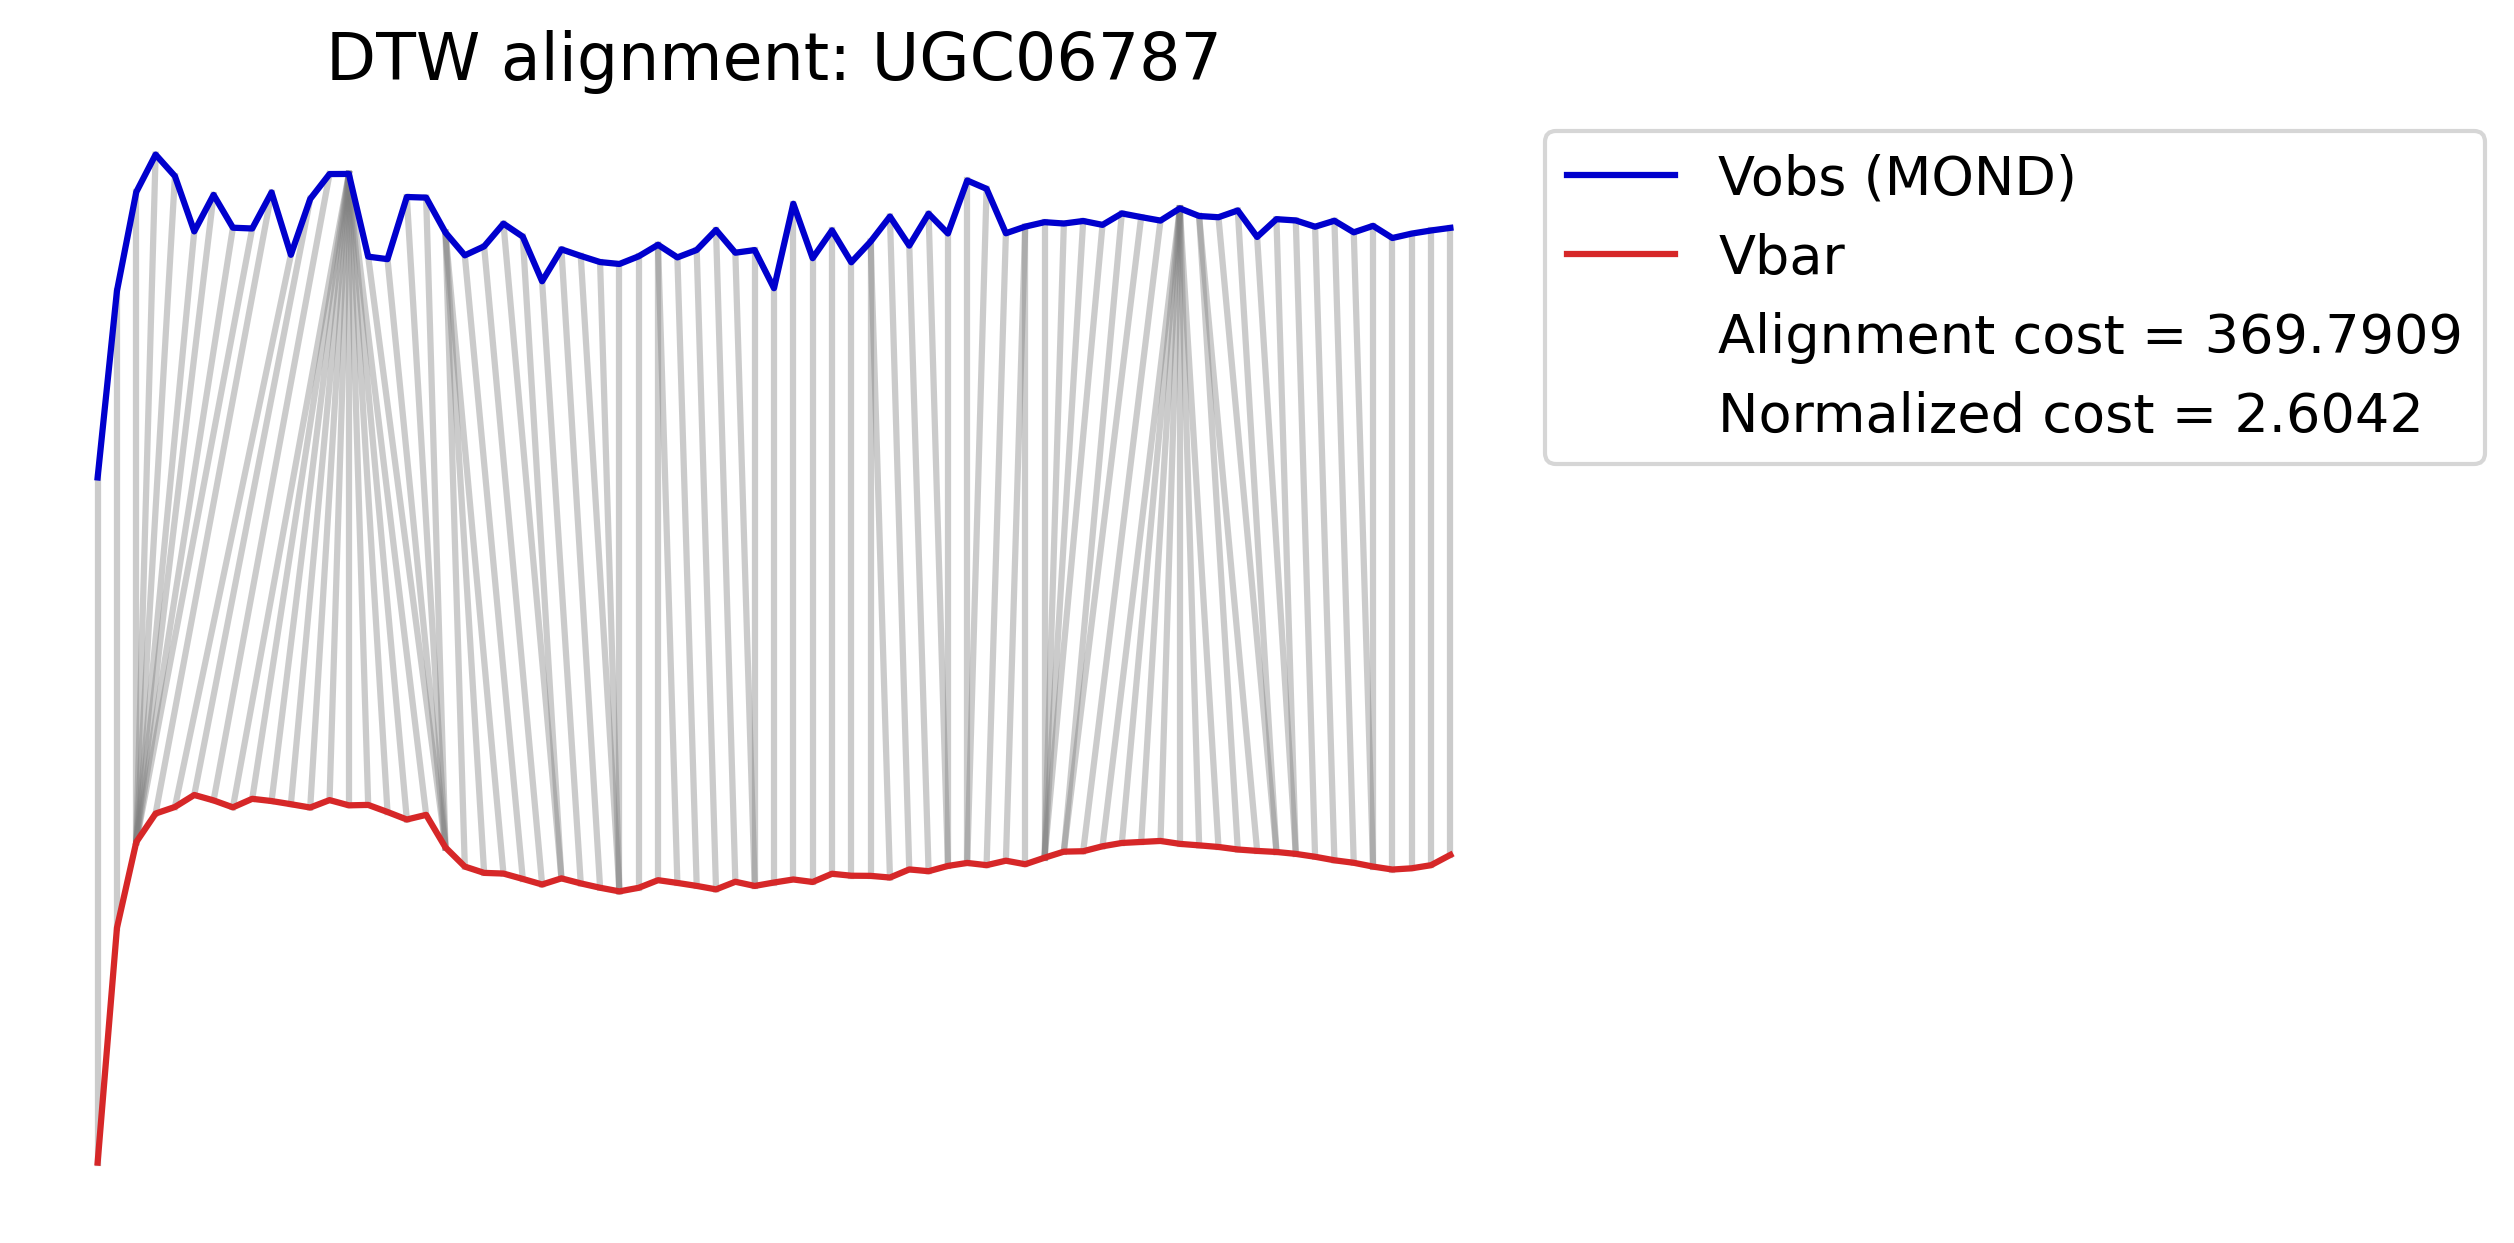 DTW alignment: UGC06787
Vobs (MOND)
Vbar
Alignment cost = 369.7909
Normalized cost = 2.6042